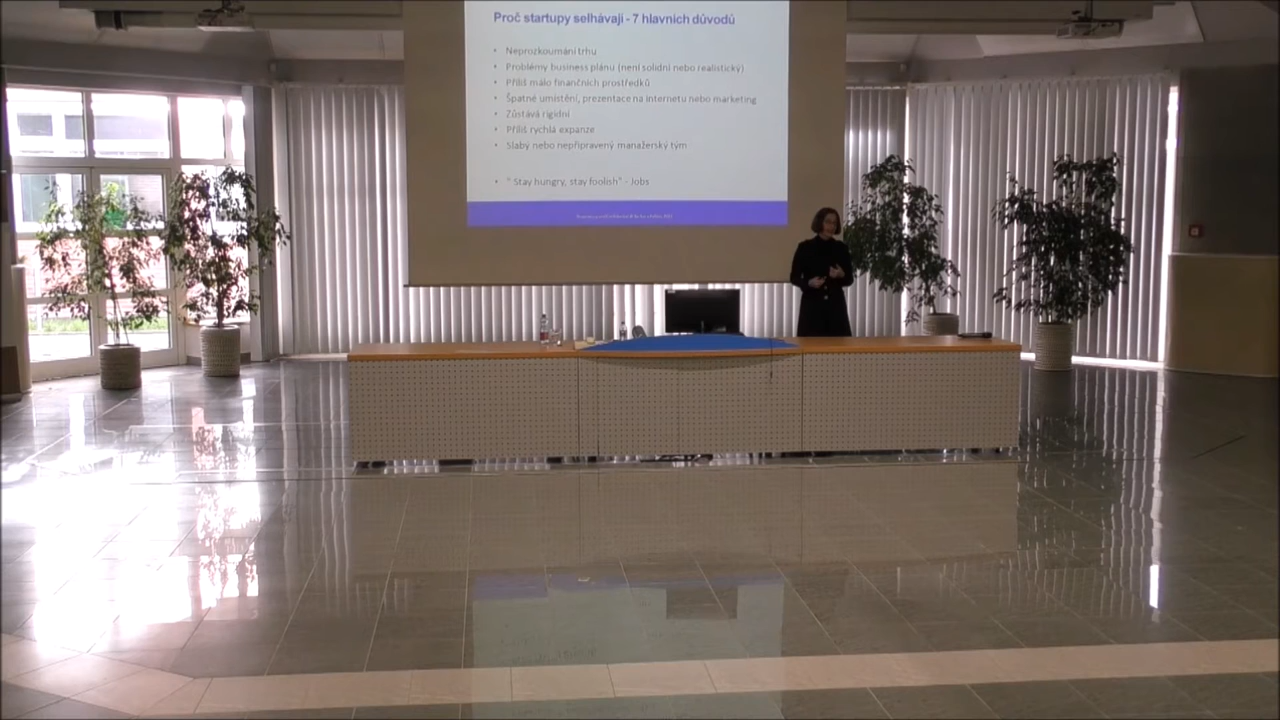 Proč startupy selhávají - 7 hlavních důvodů
• Neprozkoumání trhu
• Problémy business plánu (není solidní nebo realistický)
• Příliš málo finančních prostředků
• Špatné umístění, prezentace na internetu nebo marketing
• Zůstává rigidní
• Příliš rychlá expanze
• Slabý nebo nepřipravený manažerský tým
• " Stay hungry, stay foolish" - Jobs